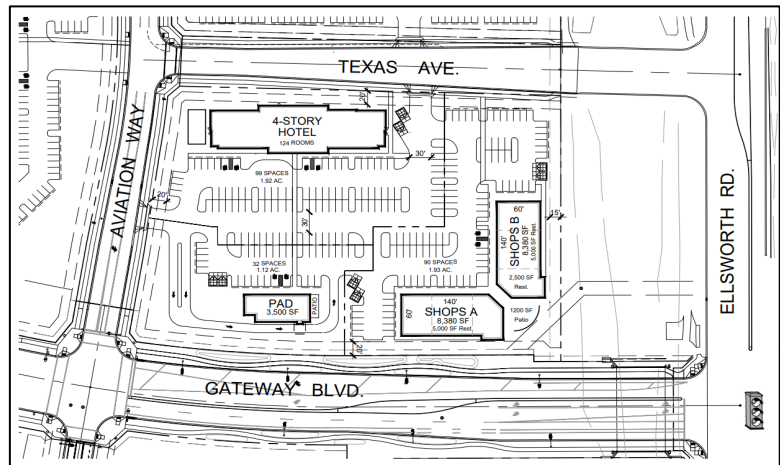 TEXAS AVE.
AVIATION WAY
ELLSWORTH RD.
GATEWAY BLVD.
20'
4-STORY
HOTEL
124 ROOMS
30'
99 SPACES
1.92 AC.
20'
30'
32 SPACES
1.12 AC.
90 SPACES
1.93 AC.
PAD
3,500 SF
PATIO
60'
140'
SHOPS B
8,380 SF
5,000 SF Rest.
15'
2,500 SF
Rest.
1200 SF
Patio
140'
60'
SHOPS A
8,380 SF
5,000 SF Rest.
20'